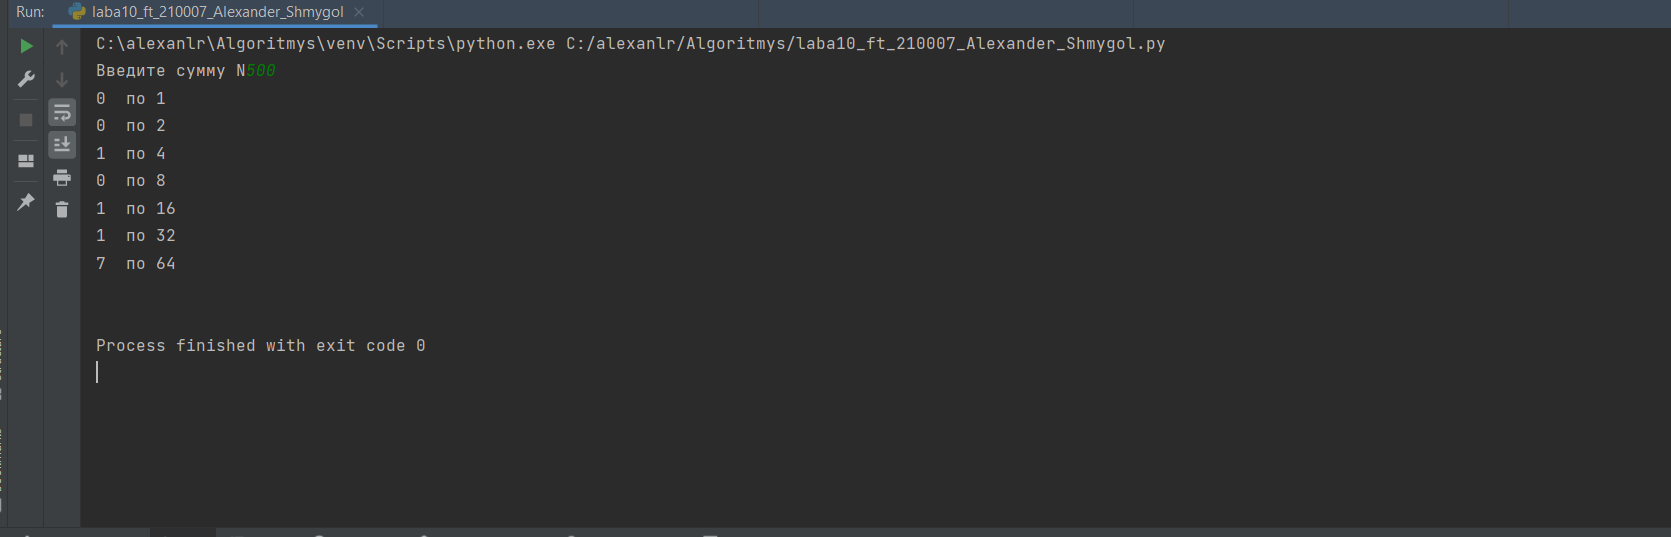 Run: laba10_ft_210007_Alexander_Shmygol
C:\alexanlr\Algoritmys\venv\Scripts\python.exe C:/alexanlr/Algoritmys/laba10_ft_210007_Alexander_Shmygol.py
Введите сумму N500
0 по 1
0 по 2
1 по 4
0 по 8
1 по 16
1 по 32
7 по 64
Process finished with exit code 0